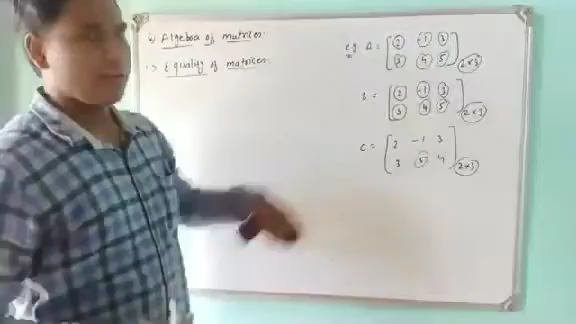 Algebra of matrices.
Equality of matrices.
eg A = [ 2 -1 3
3 4 5 ] 2×3
B = [ 2 -1 3
3 4 5 ] 2×3
C = [ 2 -1 3
3 5 4 ] 2×3